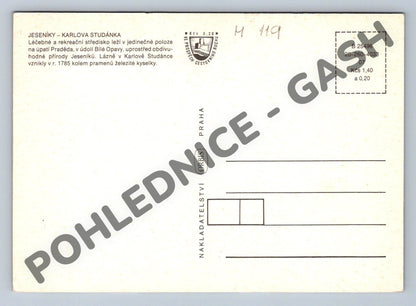 JESENÍKY – KARLOVA STUDÁNKA
Léčebné a rekreační středisko leží v jedinečné poloze
na úpatí Praděda, v údolí Bílé Opavy, uprostřed obdivu-
hodné přírody Jeseníků. Lázně v Karlově Studánce
vznikly v r. 1785 kolem pramenů železité kyselky.
M 119
Kčs 1,40
a 0,20
NAKLADATELSTVÍ ORBIS PRAHA
POHLEDNICE - GASH